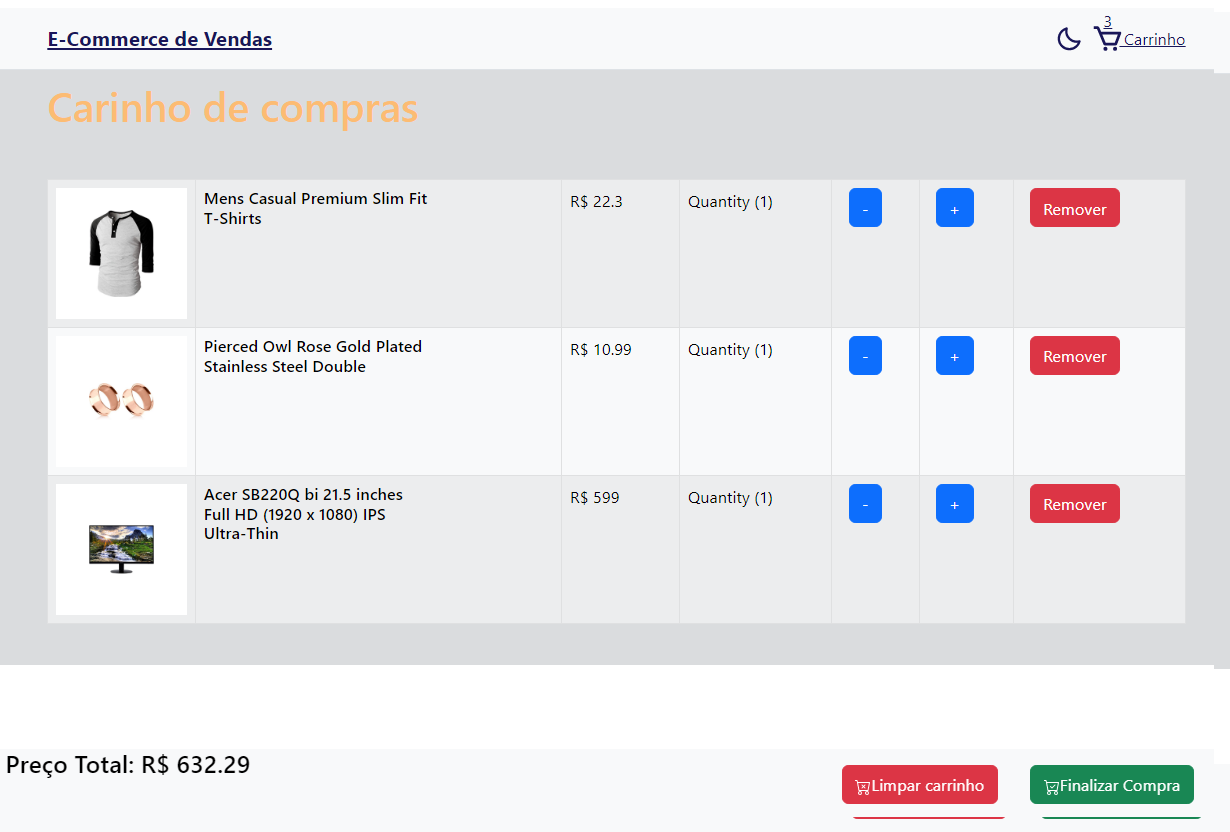 E-Commerce de Vendas
3
Carrinho
Carinho de compras
Mens Casual Premium Slim Fit
T-Shirts
R$ 22.3
Quantity (1)
-
+
Remover
Pierced Owl Rose Gold Plated
Stainless Steel Double
R$ 10.99
Quantity (1)
-
+
Remover
Acer SB220Q bi 21.5 inches
Full HD (1920 x 1080) IPS
Ultra-Thin
R$ 599
Quantity (1)
-
+
Remover
Preço Total: R$ 632.29
Limpar carrinho
Finalizar Compra